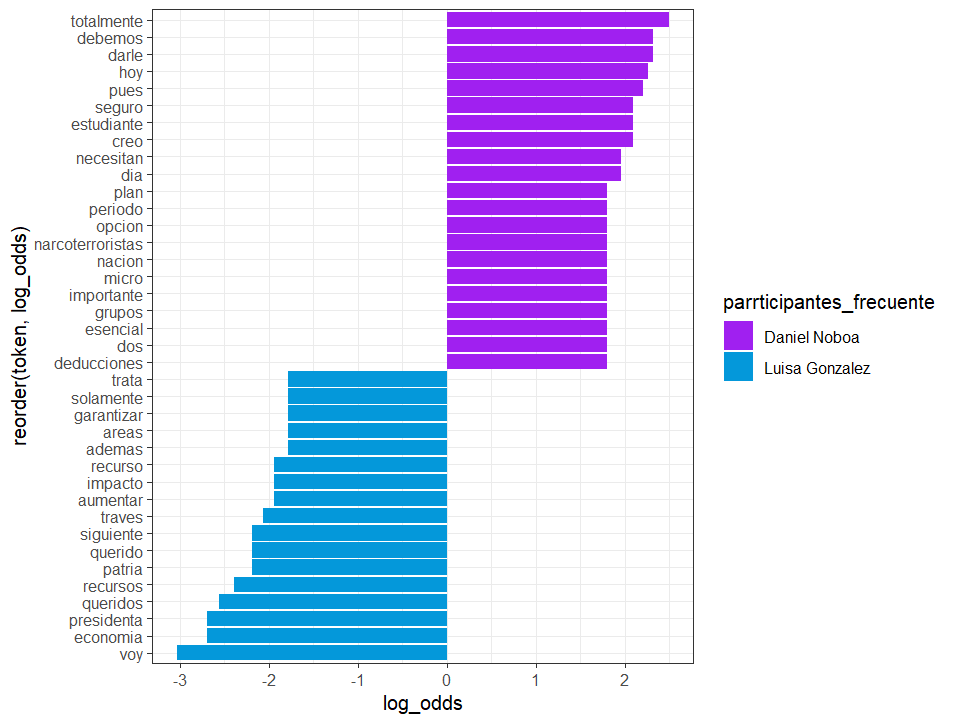 totalmente
debemos
darle
hoy
pues
seguro
estudiante
creo
necesitan
dia
plan
periodo
opcion
narcoterroristas
nacion
micro
importante
grupos
esencial
dos
deducciones
trata
solamente
garantizar
areas
ademas
recurso
impacto
aumentar
traves
siguiente
querido
patria
recursos
queridos
presidenta
economia
voy
reorder(token, log_odds)
-3 -2 -1 0 1 2
log_odds
parrticipantes_frecuente
Daniel Noboa
Luisa Gonzalez